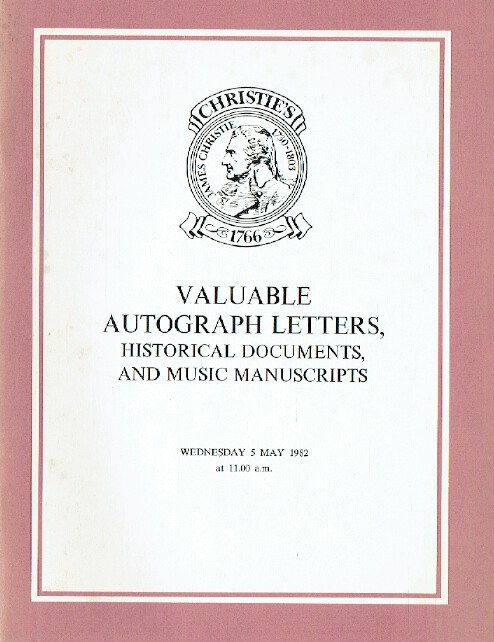 CHRISTIE'S
JAMES CHRISTIE 1730-1803
1766
VALUABLE
AUTOGRAPH LETTERS,
HISTORICAL DOCUMENTS,
AND MUSIC MANUSCRIPTS
WEDNESDAY 5 MAY 1982
at 11.00 a.m.